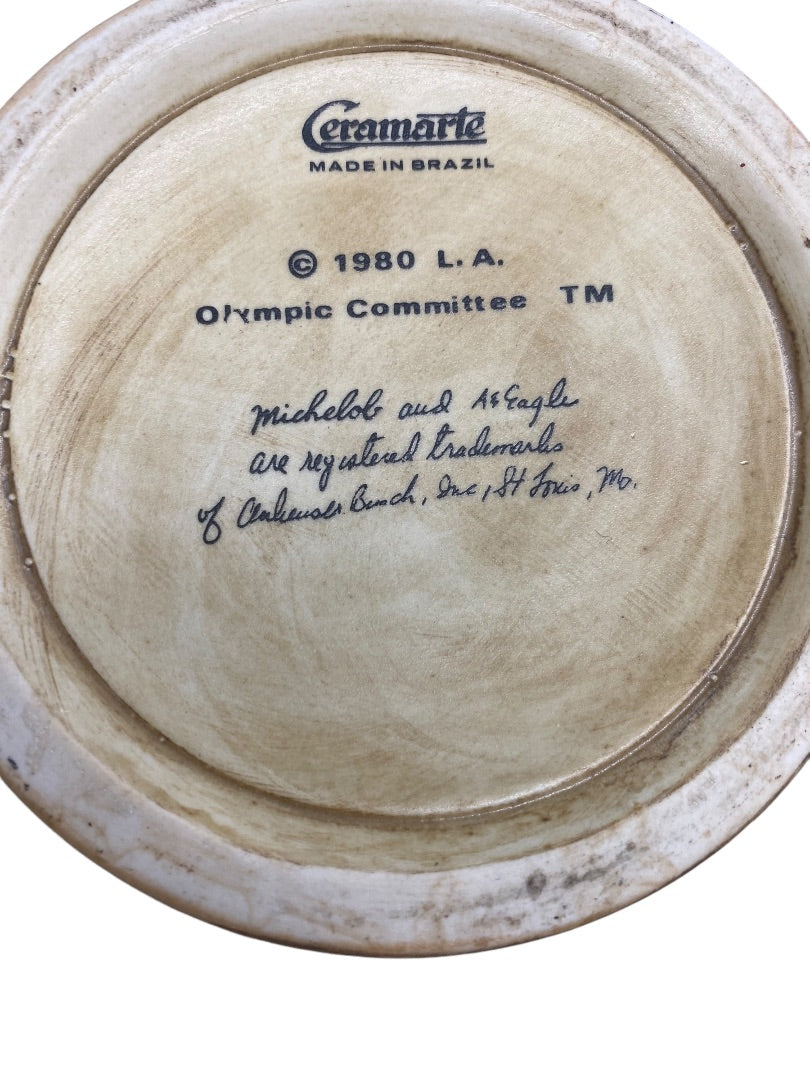 Ceramarte
MADE IN BRAZIL
© 1980 L.A.
Olympic Committee TM
Michelob and A&Eagle
are registered trademarks
of Anheuser Busch, Inc, St Louis, Mo.